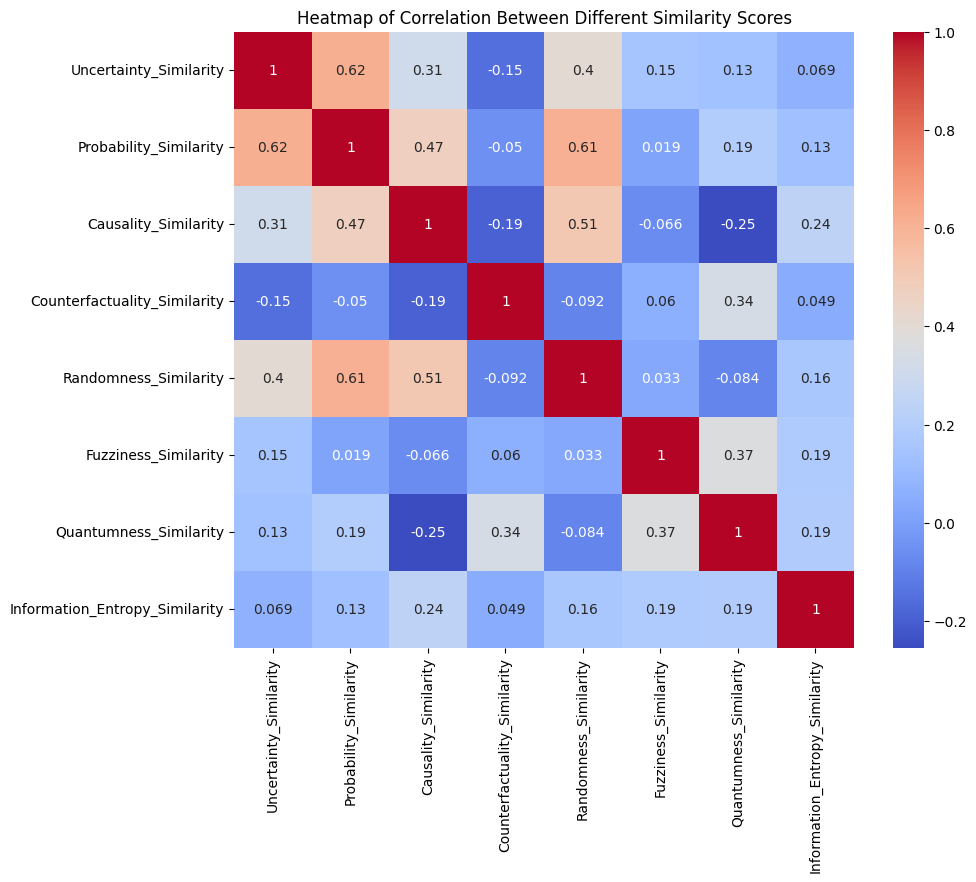 Heatmap of Correlation Between Different Similarity Scores
Uncertainty_Similarity 1 0.62 0.31 -0.15 0.4 0.15 0.13 0.069
Probability_Similarity 0.62 1 0.47 -0.05 0.61 0.019 0.19 0.13
Causality_Similarity 0.31 0.47 1 -0.19 0.51 -0.066 -0.25 0.24
Counterfactuality_Similarity -0.15 -0.05 -0.19 1 -0.092 0.06 0.34 0.049
Randomness_Similarity 0.4 0.61 0.51 -0.092 1 0.033 -0.084 0.16
Fuzziness_Similarity 0.15 0.019 -0.066 0.06 0.033 1 0.37 0.19
Quantumness_Similarity 0.13 0.19 -0.25 0.34 -0.084 0.37 1 0.19
Information_Entropy_Similarity 0.069 0.13 0.24 0.049 0.16 0.19 0.19 1
Uncertainty_Similarity
Probability_Similarity
Causality_Similarity
Counterfactuality_Similarity
Randomness_Similarity
Fuzziness_Similarity
Quantumness_Similarity
Information_Entropy_Similarity
1.0
0.8
0.6
0.4
0.2
0.0
−0.2